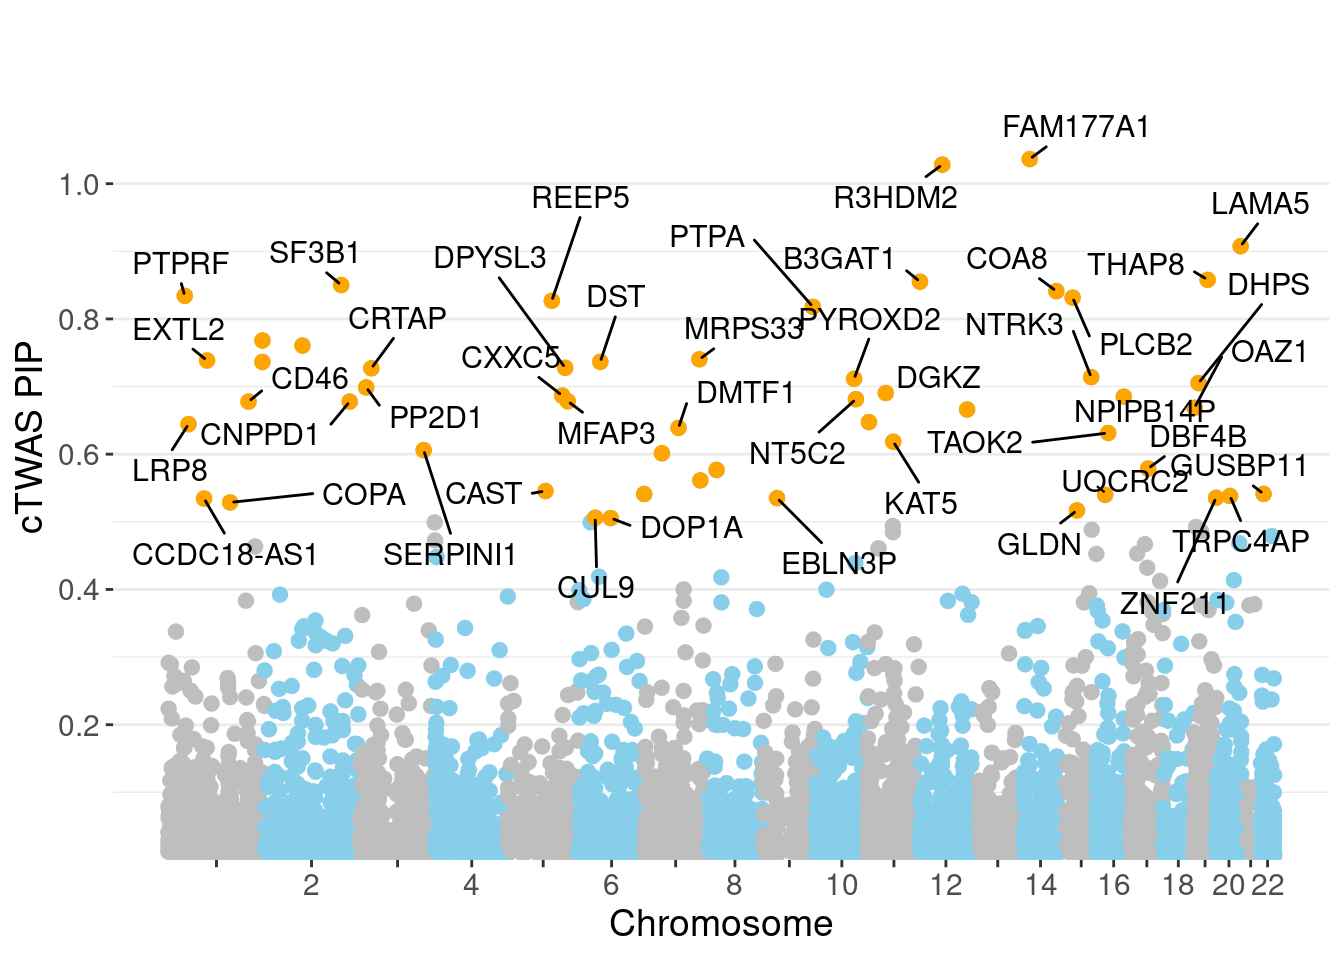 FAM177A1
1.0
R3HDM2
REEP5
LAMA5
PTPA
SF3B1
DPYSL3
B3GAT1
COA8
THAP8
PTPRF
DHPS
DST
0.8
CRTAP
MRPS33
PYROXD2
NTRK3
EXTL2
PLCB2
OAZ1
CXXC5
CD46
DMTF1
DGKZ
PP2D1
NPIPB14P
CNPPD1
MFAP3
TAOK2
DBF4B
0.6
NT5C2
LRP8
GUSBP11
UQCRC2
COPA
CAST
KAT5
DOP1A
CCDC18-AS1
SERPINI1
GLDN
TRPC4AP
EBLN3P
0.4
CUL9
ZNF211
0.2
cTWAS PIP
2 4 6 8 10 12 14 16 18 20 22
Chromosome